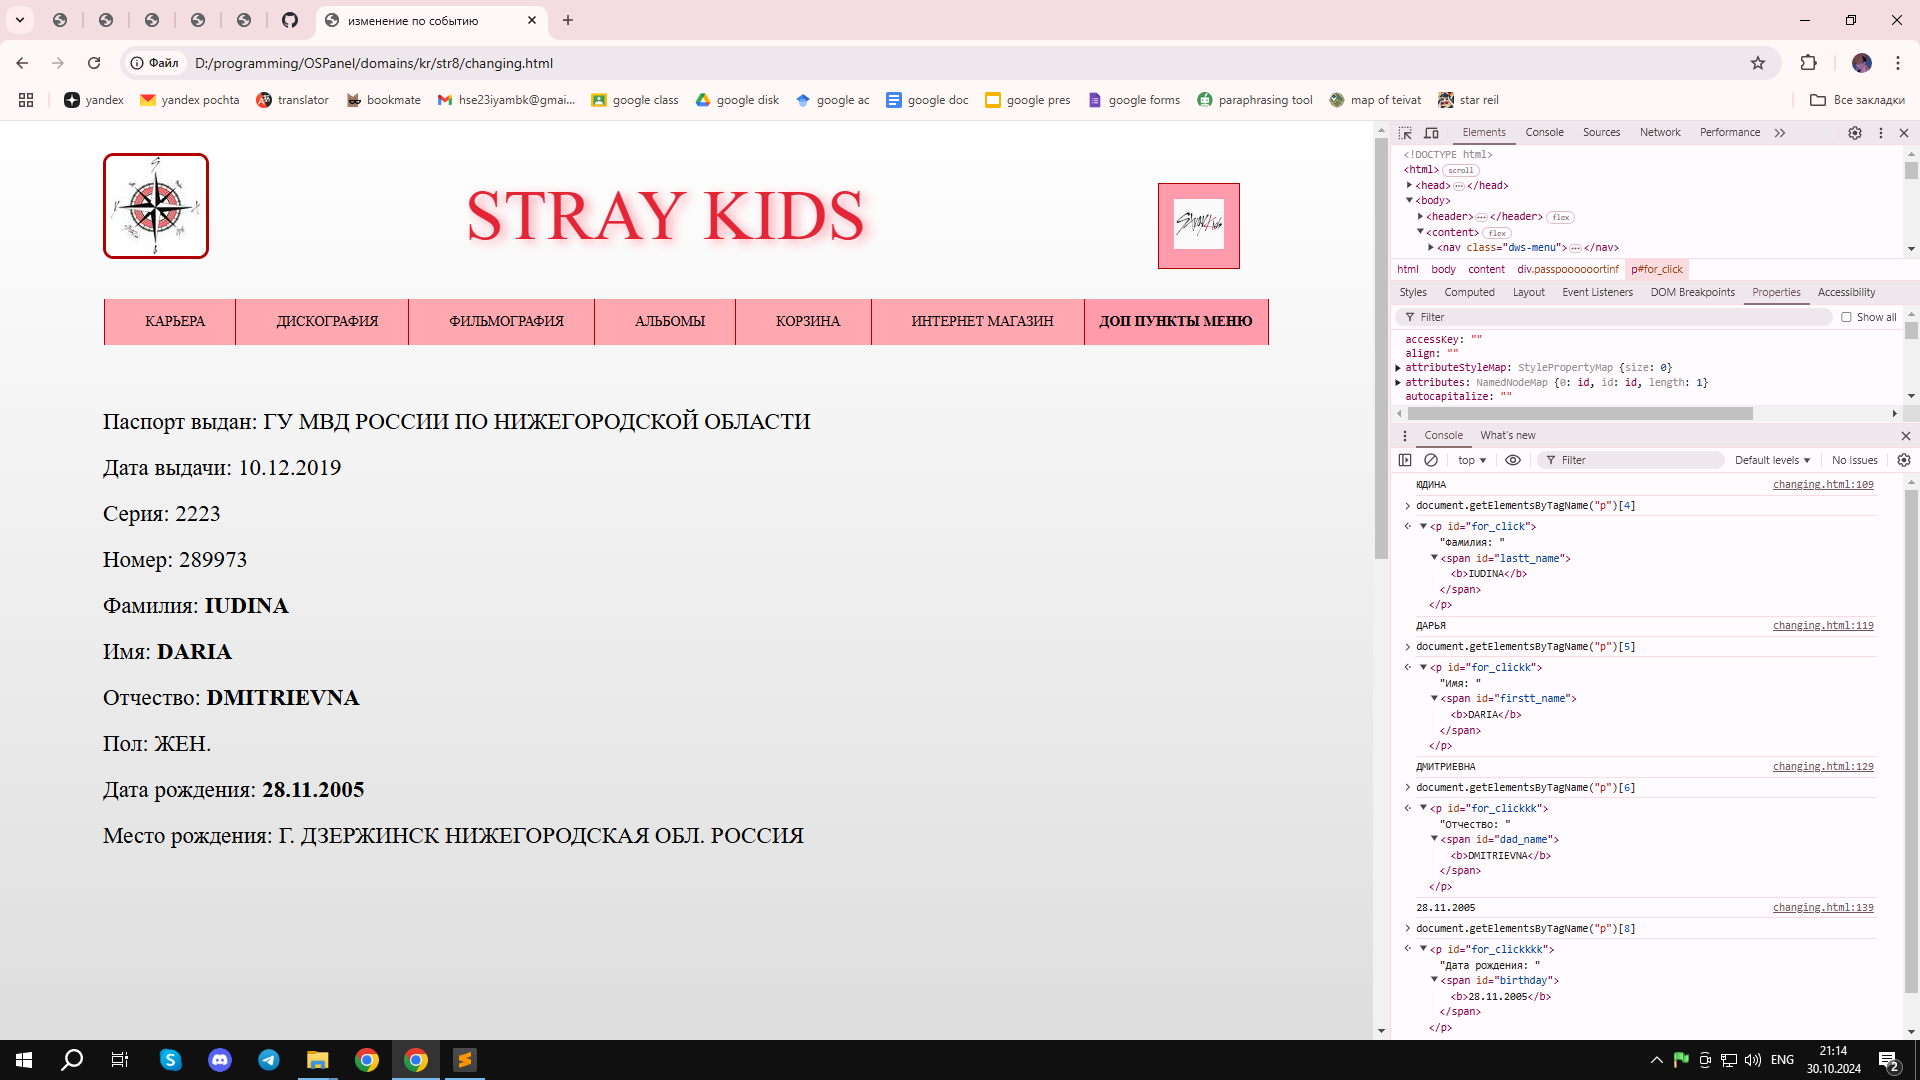 изменение по событию
Файл
D:/programming/OSPanel/domains/kr/str8/changing.html
yandex
yandex pochta
translator
bookmate
hse23iyambk@gmai...
google class
google disk
google ac
google doc
google pres
google forms
paraphrasing tool
map of teivat
star reil
Все закладки
STRAY KIDS
КАРЬЕРА
ДИСКОГРАФИЯ
ФИЛЬМОГРАФИЯ
АЛЬБОМЫ
КОРЗИНА
ИНТЕРНЕТ МАГАЗИН
ДОП ПУНКТЫ МЕНЮ
Паспорт выдан: ГУ МВД РОССИИ ПО НИЖЕГОРОДСКОЙ ОБЛАСТИ
Дата выдачи: 10.12.2019
Серия: 2223
Номер: 289973
Фамилия: IUDINA
Имя: DARIA
Отчество: DMITRIEVNA
Пол: ЖЕН.
Дата рождения: 28.11.2005
Место рождения: Г. ДЗЕРЖИНСК НИЖЕГОРОДСКАЯ ОБЛ. РОССИЯ
Elements Console Sources Network Performance
<!DOCTYPE html>
<html> scroll
<head> </head>
<body>
<header> </header> flex
<content> flex
<nav class="dws-menu"> </nav>
html body content div.passpoooooortinf p#for_click
Styles Computed Layout Event Listeners DOM Breakpoints Properties Accessibility
Filter Show all
accessKey: ""
align: ""
attributeStyleMap: StylePropertyMap {size: 0}
attributes: NamedNodeMap {0: id, id: id, length: 1}
autocapitalize: ""
Console What's new
top Filter Default levels No Issues
ЮДИНА changing.html:109
document.getElementsByTagName("p")[4]
<p id="for_click">
"Фамилия: "
<span id="lastt_name">
<b>IUDINA</b>
</span>
</p>
ДАРЬЯ changing.html:119
document.getElementsByTagName("p")[5]
<p id="for_clickk">
"Имя: "
<span id="firstt_name">
<b>DARIA</b>
</span>
</p>
ДМИТРИЕВНА changing.html:129
document.getElementsByTagName("p")[6]
<p id="for_clickkk">
"Отчество: "
<span id="dad_name">
<b>DMITRIEVNA</b>
</span>
</p>
28.11.2005 changing.html:139
document.getElementsByTagName("p")[8]
<p id="for_clickkkk">
"Дата рождения: "
<span id="birthday">
<b>28.11.2005</b>
</span>
</p>
ENG
21:14
30.10.2024
2